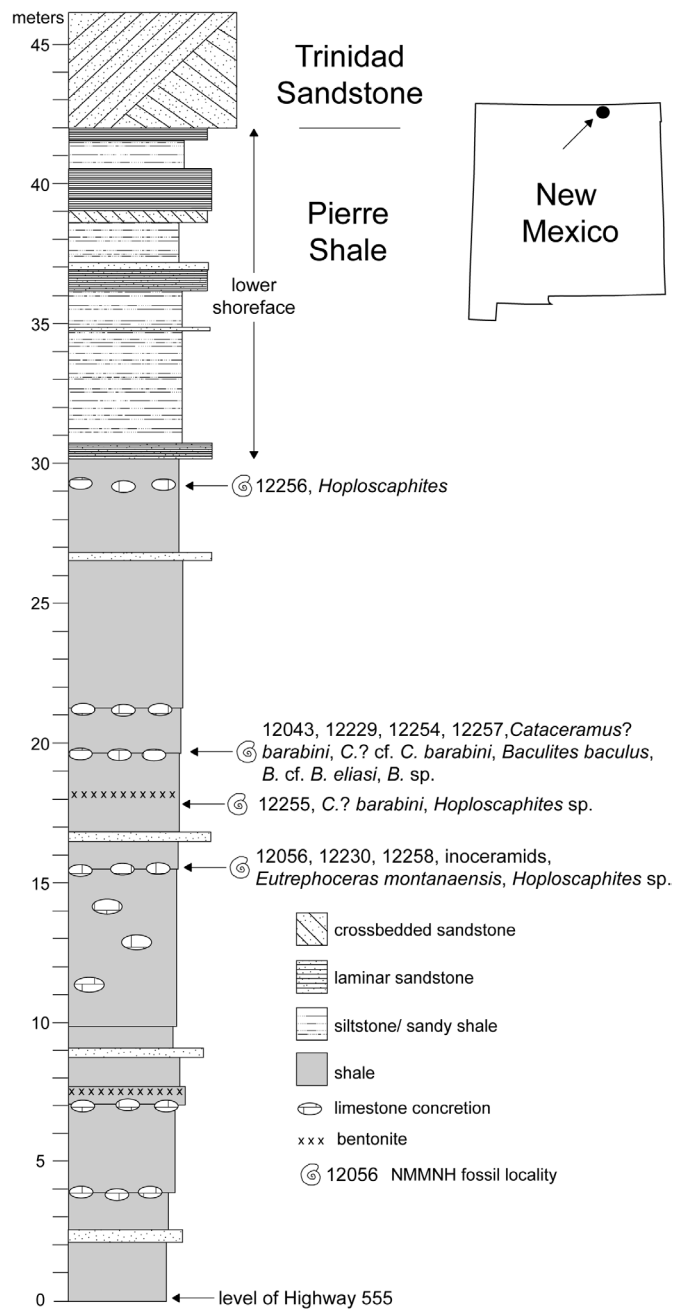 meters
45
Trinidad
Sandstone
New
Mexico
40
Pierre
Shale
lower
shoreface
35
30
12256, Hoploscaphites
25
20
12043, 12229, 12254, 12257,Cataceramus?
barabini, C.? cf. C. barabini, Baculites baculus,
B. cf. B. eliasi, B. sp.
12255, C.? barabini, Hoploscaphites sp.
12056, 12230, 12258, inoceramids,
Eutrephoceras montanaensis, Hoploscaphites sp.
15
crossbedded sandstone
laminar sandstone
siltstone/ sandy shale
10
shale
limestone concretion
xxx bentonite
12056 NMMNH fossil locality
5
0
level of Highway 555